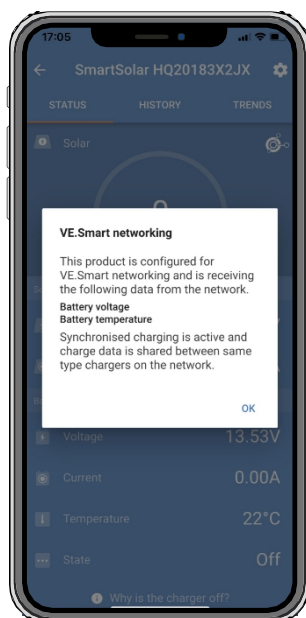 17:05
SmartSolar HQ20183X2JX
STATUS HISTORY TRENDS
Solar
VE.Smart networking
This product is configured for
VE.Smart networking and is receiving
the following data from the network.
Battery voltage
Battery temperature
Synchronised charging is active and
charge data is shared between same
type chargers on the network.
OK
Voltage 13.53V
Current 0.00A
Temperature 22°C
State Off
Why is the charger off?